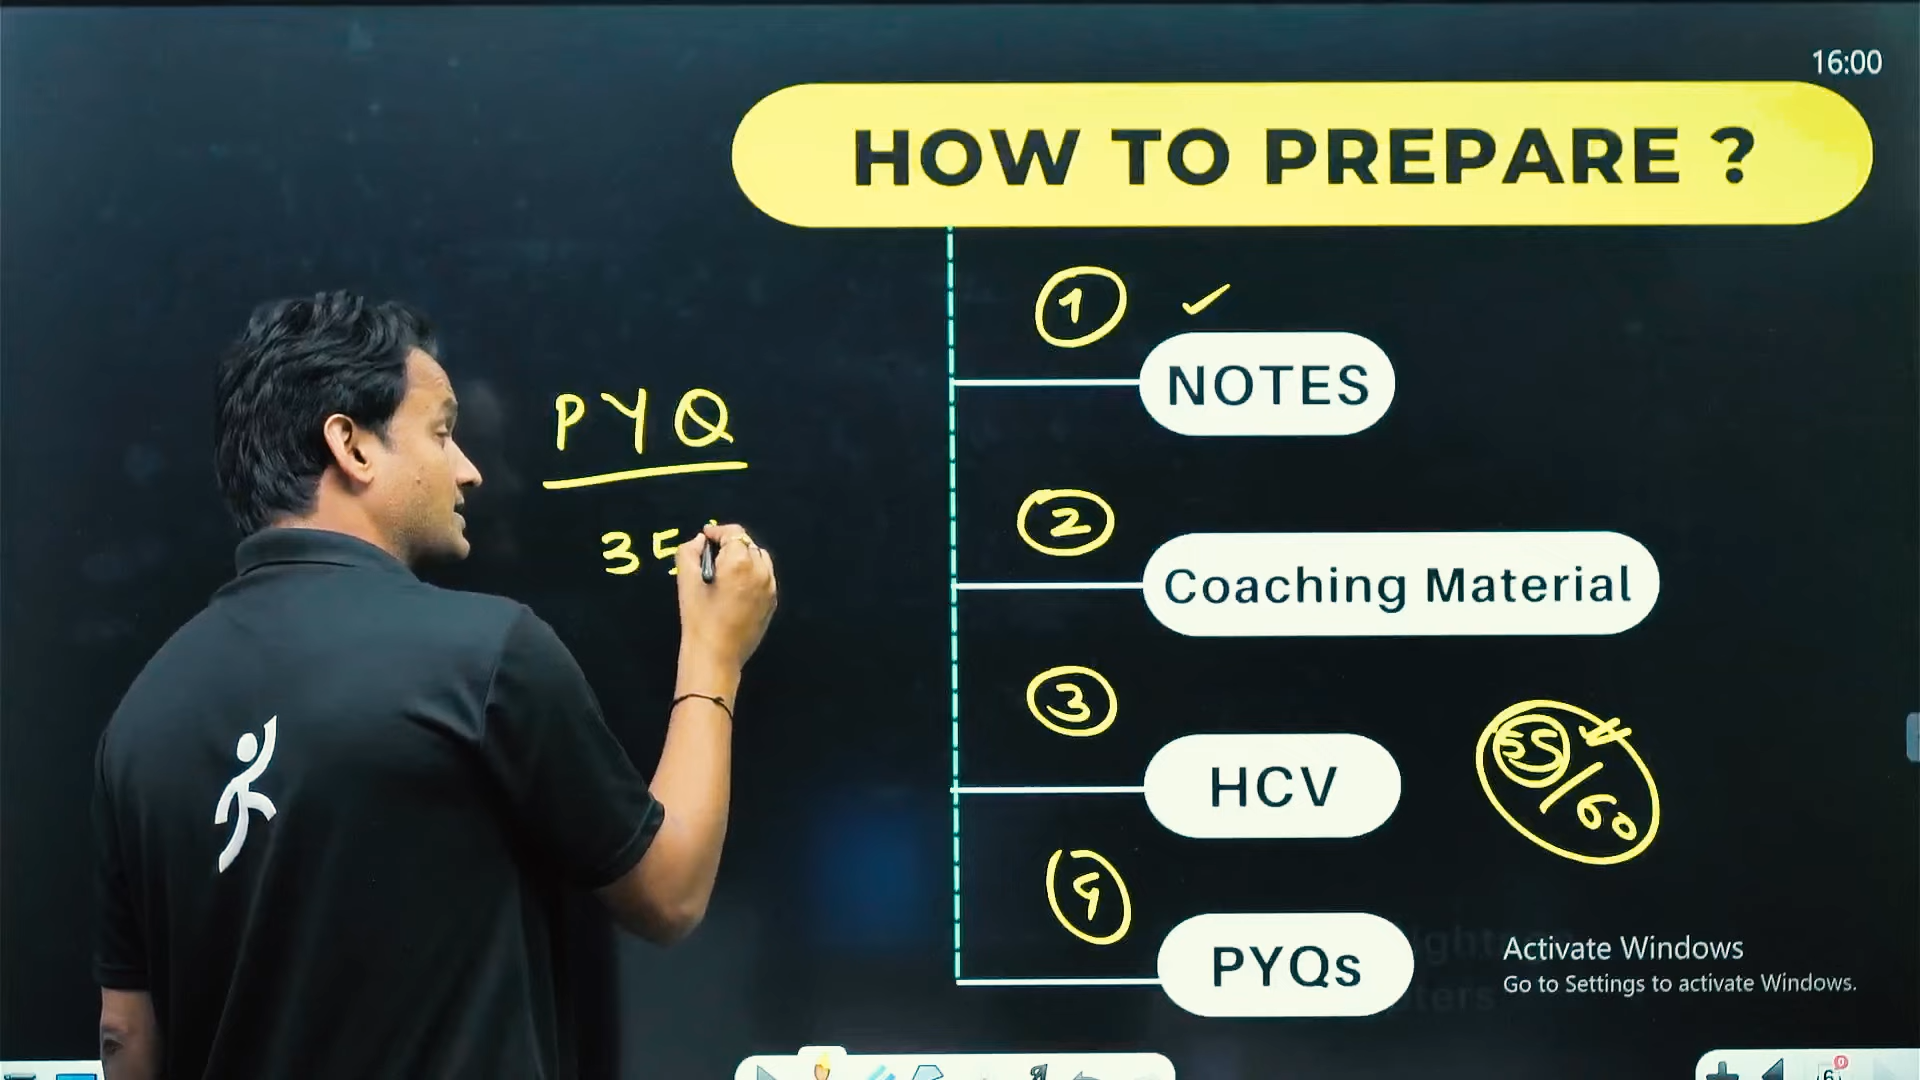 16:00
HOW TO PREPARE ?
1
NOTES
PYQ
35
2
Coaching Material
3
HCV
55/60
4
PYQs
Activate Windows
Go to Settings to activate Windows.